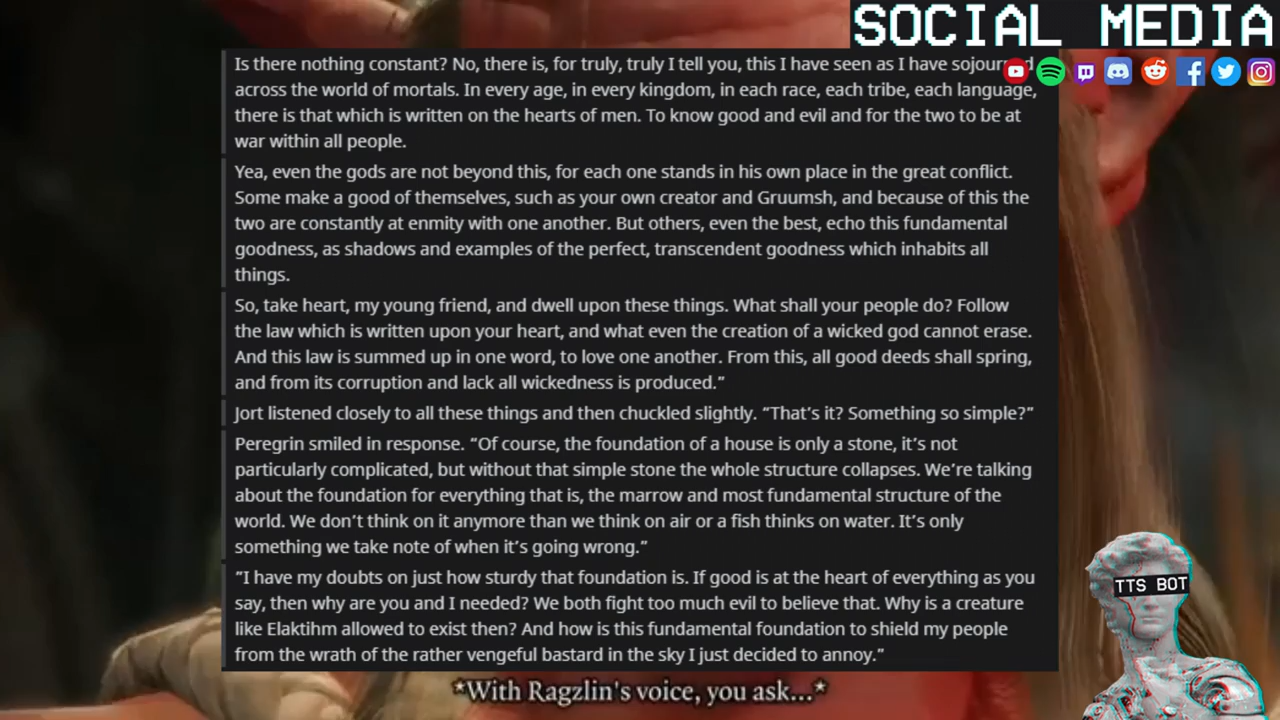 SOCIAL MEDIA
Is there nothing constant? No, there is, for truly, truly I tell you, this I have seen as I have
across the world of mortals. In every age, in every kingdom, in each race, each tribe, each language,
there is that which is written on the hearts of men. To know good and evil and for the two to be at
war within all people.
Yea, even the gods are not beyond this, for each one stands in his own place in the great conflict.
Some make a good of themselves, such as your own creator and Gruumsh, and because of this the
two are constantly at enmity with one another. But others, even the best, echo this fundamental
goodness, as shadows and examples of the perfect, transcendent goodness which inhabits all
things.
So, take heart, my young friend, and dwell upon these things. What shall your people do? Follow
the law which is written upon your heart, and what even the creation of a wicked god cannot erase.
And this law is summed up in one word, to love one another. From this, all good deeds shall spring,
and from its corruption and lack all wickedness is produced.”
Jort listened closely to all these things and then chuckled slightly. “That’s it? Something so simple?”
Peregrin smiled in response. “Of course, the foundation of a house is only a stone, it’s not
particularly complicated, but without that simple stone the whole structure collapses. We’re talking
about the foundation for everything that is, the marrow and most fundamental structure of the
world. We don’t think on it anymore than we think on air or a fish thinks on water. It’s only
something we take note of when it’s going wrong.”
“I have my doubts on just how sturdy that foundation is. If good is at the heart of everything as you
say, then why are you and I needed? We both fight too much evil to believe that. Why is a creature
like Elaktihm allowed to exist then? And how is this fundamental foundation to shield my people
from the wrath of the rather vengeful bastard in the sky I just decided to annoy.”
TTS BOT
*With Ragzlin's voice, you ask...*